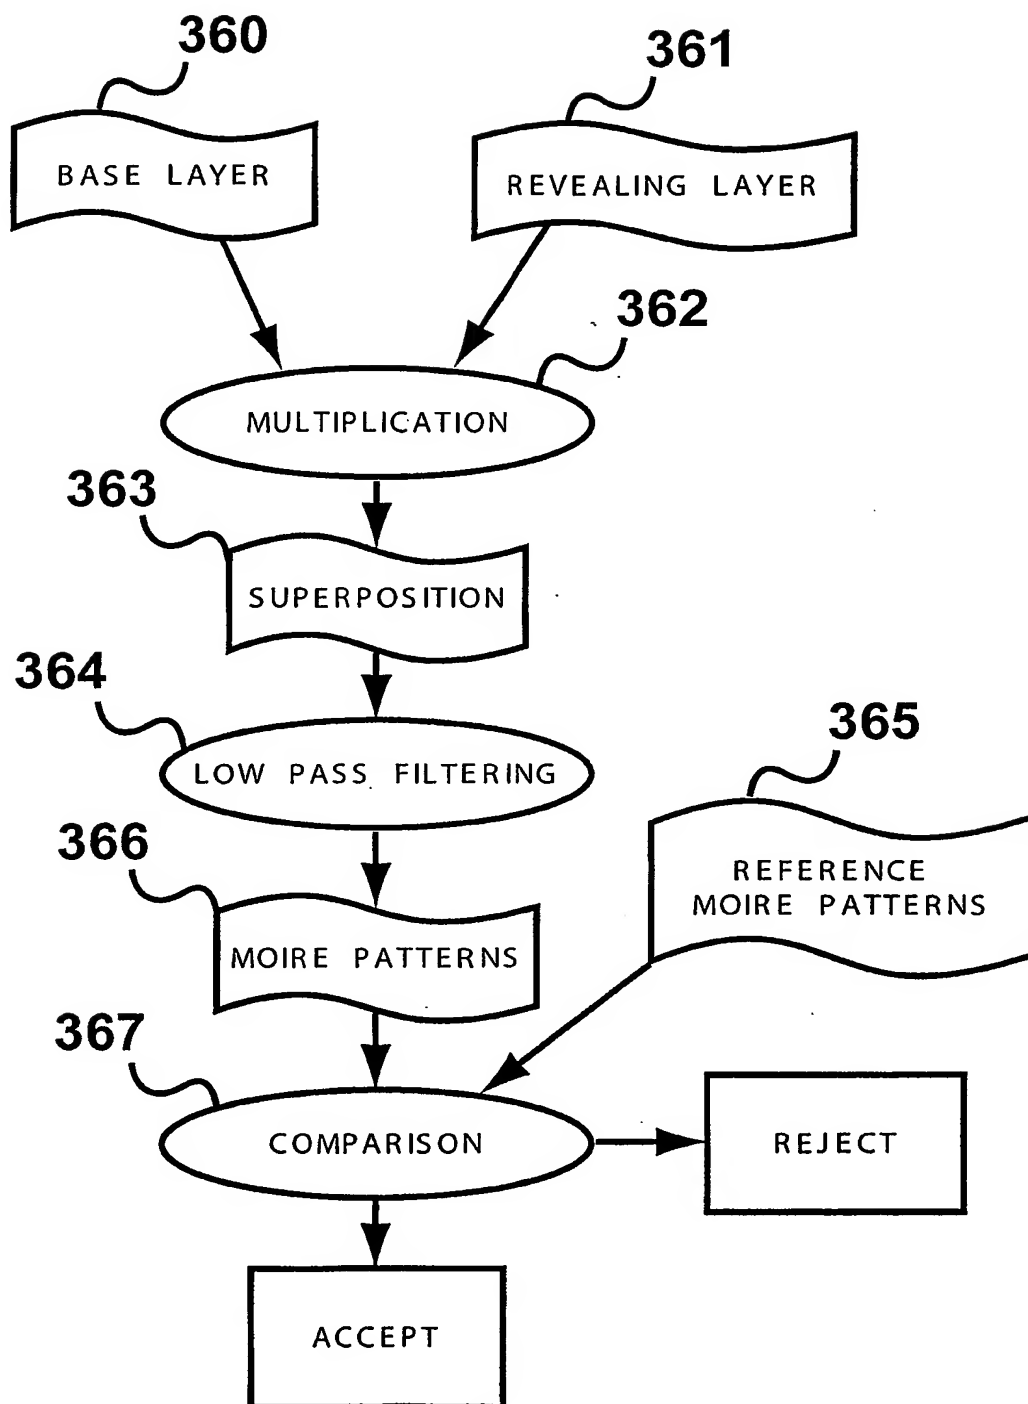 360
361
BASE LAYER
REVEALING LAYER
362
MULTIPLICATION
363
SUPERPOSITION
364
LOW PASS FILTERING
365
REFERENCE
MOIRE PATTERNS
366
MOIRE PATTERNS
367
COMPARISON
REJECT
ACCEPT